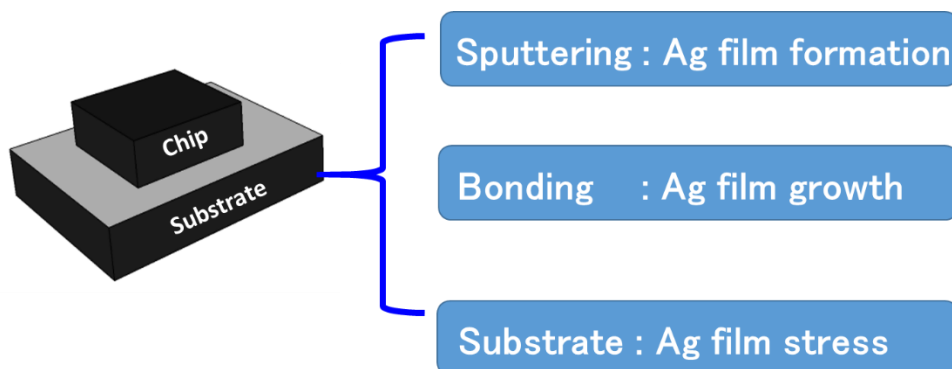 Sputtering : Ag film formation
Chip
Bonding : Ag film growth
Substrate
Substrate : Ag film stress